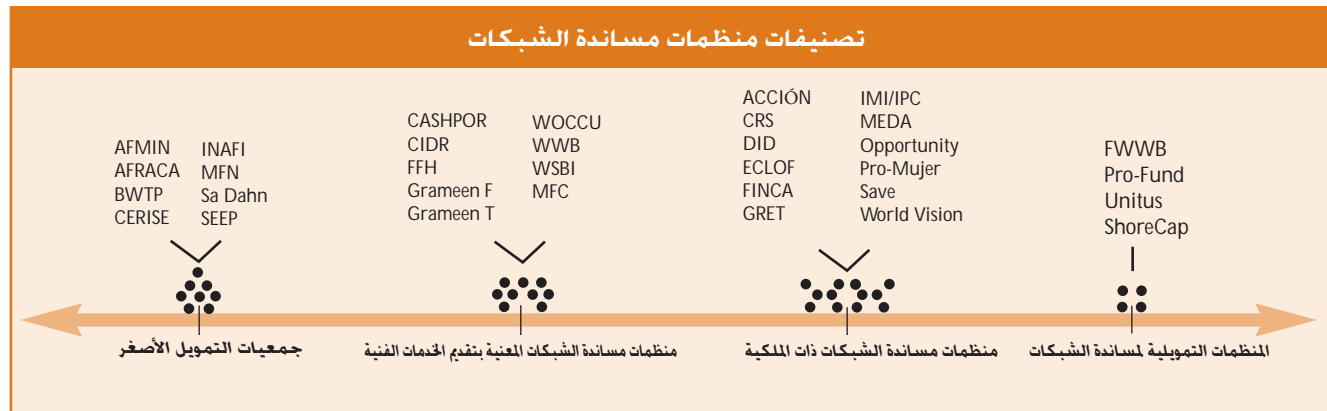 تصنيفات منظمات مساندة الشبكات
FWWB
Pro-Fund
Unitus
ShoreCap
المنظمات التمويلية لمساندة الشبكات
ACCIÓN
CRS
DID
ECLOF
FINCA
GRET
IMI/IPC
MEDA
Opportunity
Pro-Mujer
Save
World Vision
منظمات مساندة الشبكات ذات الملكية
CASHPOR
CIDR
FFH
Grameen F
Grameen T
WOCCU
WWB
WSBI
MFC
منظمات مساندة الشبكات المعنية بتقديم الخدمات الفنية
AFMIN
AFRACA
BWTP
CERISE
INAFI
MFN
Sa Dahn
SEEP
جمعيات التمويل الأصغر